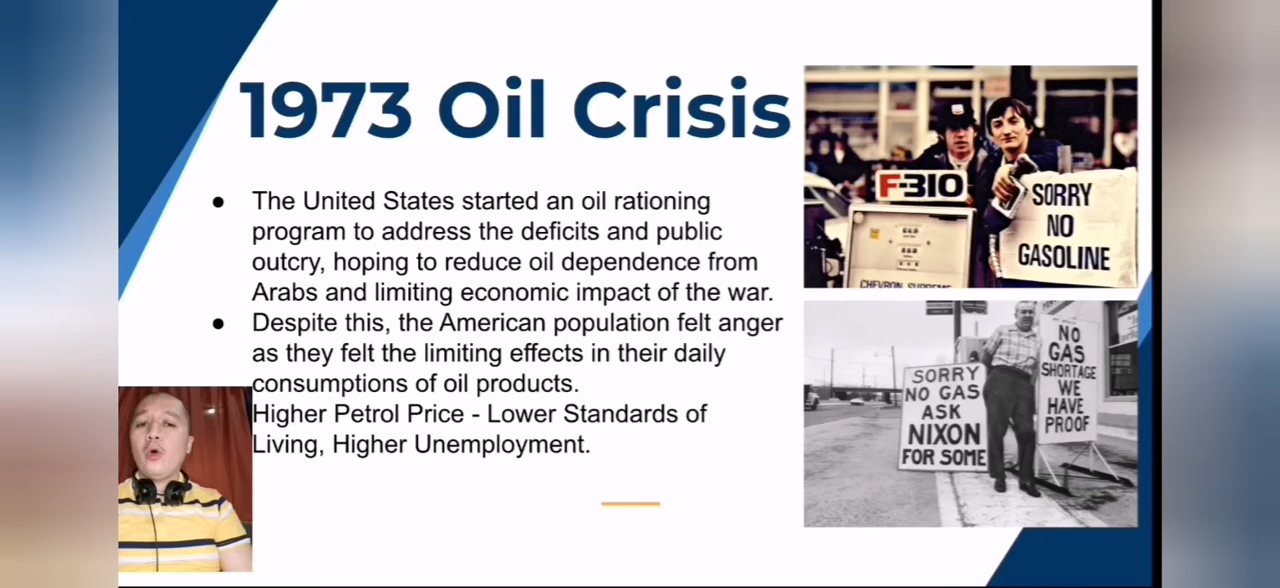 1973 Oil Crisis
● The United States started an oil rationing
program to address the deficits and public
outcry, hoping to reduce oil dependence from
Arabs and limiting economic impact of the war.
● Despite this, the American population felt anger
as they felt the limiting effects in their daily
consumptions of oil products.
Higher Petrol Price - Lower Standards of
Living, Higher Unemployment.
F-310
CHEVRON SUPREME
SORRY
NO
GASOLINE
SORRY
NO GAS
ASK
NIXON
FOR SOME
NO
GAS
SHORTAGE
WE
HAVE
PROOF